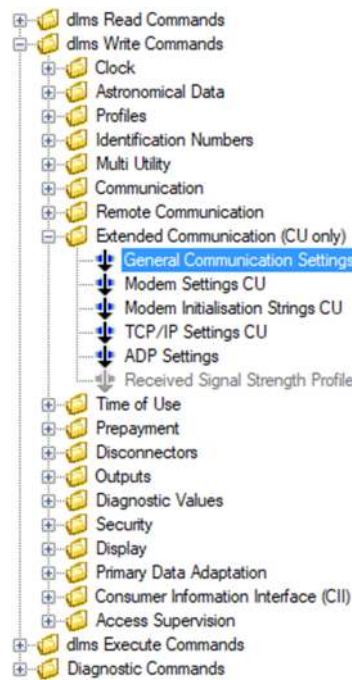 dlms Read Commands
dlms Write Commands
Clock
Astronomical Data
Profiles
Identification Numbers
Multi Utility
Communication
Remote Communication
Extended Communication (CU only)
General Communication Settings
Modem Settings CU
Modem Initialisation Strings CU
TCP/IP Settings CU
ADP Settings
Received Signal Strength Profile
Time of Use
Prepayment
Disconnectors
Outputs
Diagnostic Values
Security
Display
Primary Data Adaptation
Consumer Information Interface (CII)
Access Supervision
dlms Execute Commands
Diagnostic Commands